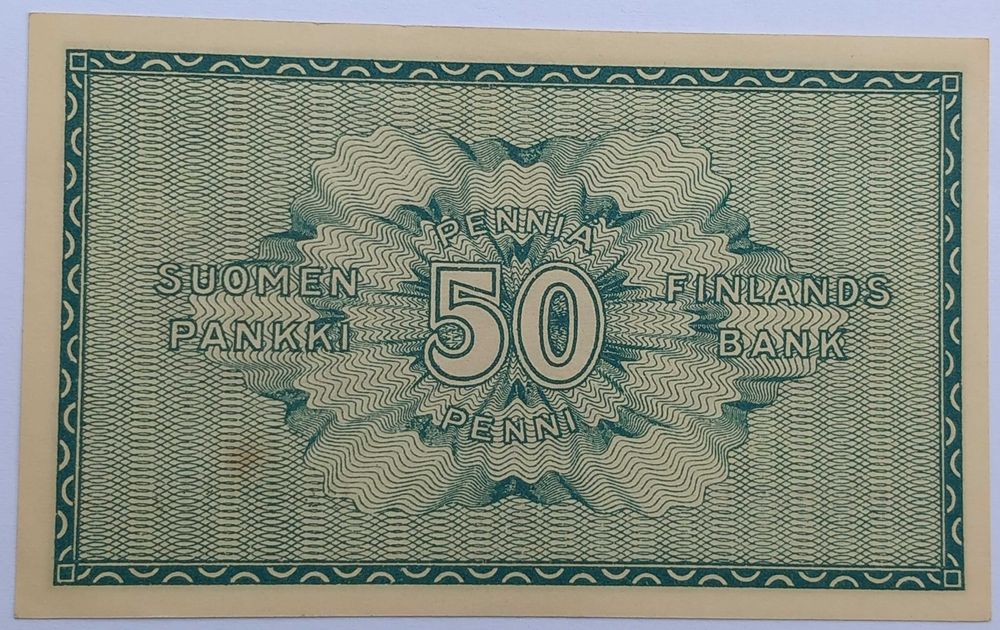 PENNIÄ
SUOMEN
PANKKI
50
FINLANDS
BANK
PENNI